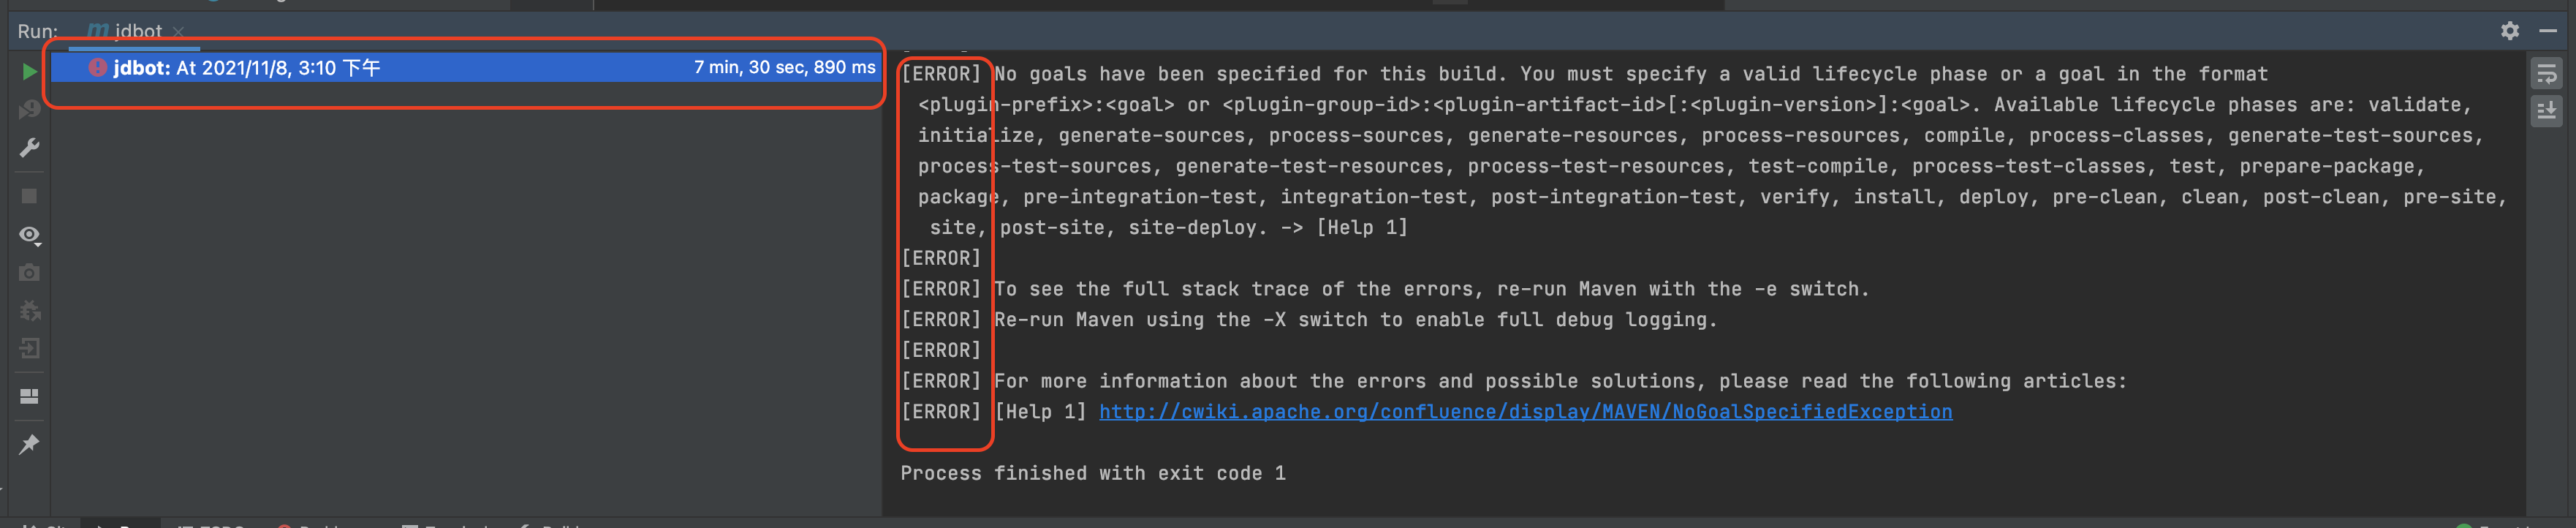 Run: jdbot
jdbot: At 2021/11/8, 3:10 下午 7 min, 30 sec, 890 ms
[ERROR] No goals have been specified for this build. You must specify a valid lifecycle phase or a goal in the format
<plugin-prefix>:<goal> or <plugin-group-id>:<plugin-artifact-id>[:<plugin-version>]:<goal>. Available lifecycle phases are: validate,
initialize, generate-sources, process-sources, generate-resources, process-resources, compile, process-classes, generate-test-sources,
process-test-sources, generate-test-resources, process-test-resources, test-compile, process-test-classes, test, prepare-package,
package, pre-integration-test, integration-test, post-integration-test, verify, install, deploy, pre-clean, clean, post-clean, pre-site,
site, post-site, site-deploy. -> [Help 1]
[ERROR]
[ERROR] To see the full stack trace of the errors, re-run Maven with the -e switch.
[ERROR] Re-run Maven using the -X switch to enable full debug logging.
[ERROR]
[ERROR] For more information about the errors and possible solutions, please read the following articles:
[ERROR] [Help 1] http://cwiki.apache.org/confluence/display/MAVEN/NoGoalSpecifiedException
Process finished with exit code 1